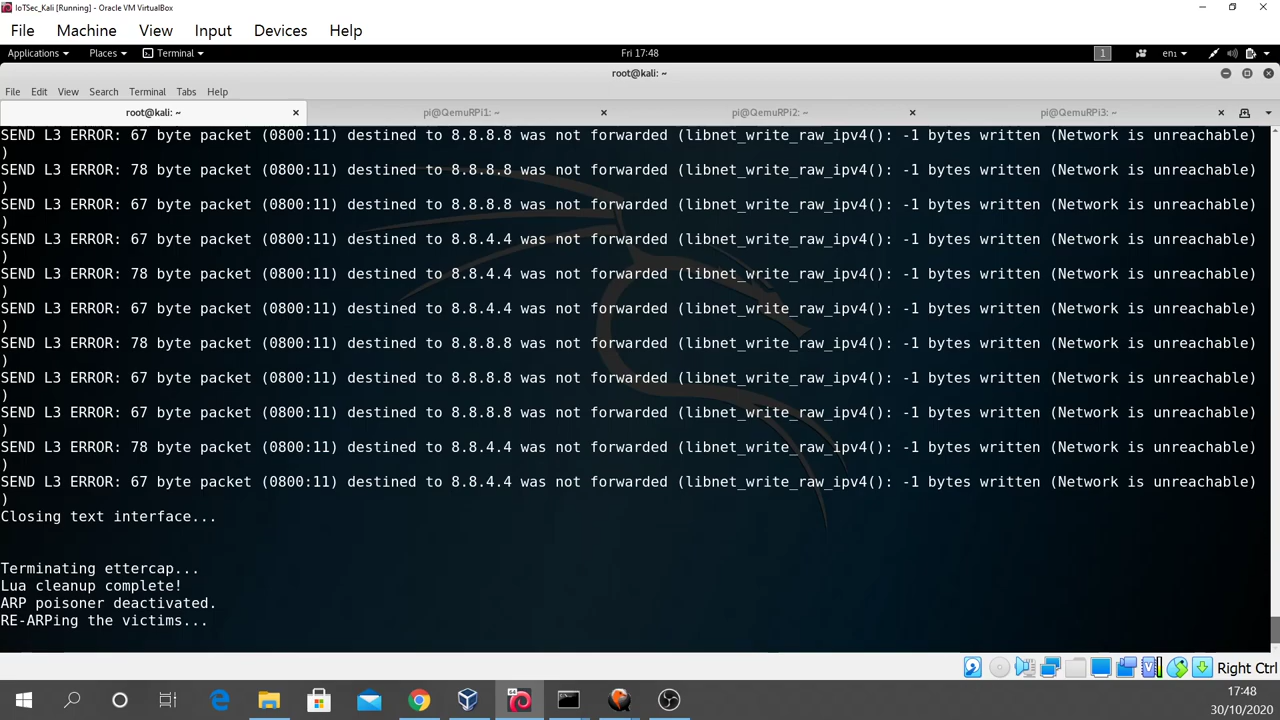 IoTSec_Kali [Running] - Oracle VM VirtualBox
File Machine View Input Devices Help
Applications Places Terminal Fri 17:48 1 en1
root@kali: ~
File Edit View Search Terminal Tabs Help
root@kali: ~ pi@QemuRPi1: ~ pi@QemuRPi2: ~ pi@QemuRPi3: ~
SEND L3 ERROR: 67 byte packet (0800:11) destined to 8.8.8.8 was not forwarded (libnet_write_raw_ipv4(): -1 bytes written (Network is unreachable)
)
SEND L3 ERROR: 78 byte packet (0800:11) destined to 8.8.8.8 was not forwarded (libnet_write_raw_ipv4(): -1 bytes written (Network is unreachable)
)
SEND L3 ERROR: 67 byte packet (0800:11) destined to 8.8.8.8 was not forwarded (libnet_write_raw_ipv4(): -1 bytes written (Network is unreachable)
)
SEND L3 ERROR: 67 byte packet (0800:11) destined to 8.8.4.4 was not forwarded (libnet_write_raw_ipv4(): -1 bytes written (Network is unreachable)
)
SEND L3 ERROR: 78 byte packet (0800:11) destined to 8.8.4.4 was not forwarded (libnet_write_raw_ipv4(): -1 bytes written (Network is unreachable)
)
SEND L3 ERROR: 67 byte packet (0800:11) destined to 8.8.4.4 was not forwarded (libnet_write_raw_ipv4(): -1 bytes written (Network is unreachable)
)
SEND L3 ERROR: 78 byte packet (0800:11) destined to 8.8.8.8 was not forwarded (libnet_write_raw_ipv4(): -1 bytes written (Network is unreachable)
)
SEND L3 ERROR: 67 byte packet (0800:11) destined to 8.8.8.8 was not forwarded (libnet_write_raw_ipv4(): -1 bytes written (Network is unreachable)
)
SEND L3 ERROR: 67 byte packet (0800:11) destined to 8.8.8.8 was not forwarded (libnet_write_raw_ipv4(): -1 bytes written (Network is unreachable)
)
SEND L3 ERROR: 78 byte packet (0800:11) destined to 8.8.4.4 was not forwarded (libnet_write_raw_ipv4(): -1 bytes written (Network is unreachable)
)
SEND L3 ERROR: 67 byte packet (0800:11) destined to 8.8.4.4 was not forwarded (libnet_write_raw_ipv4(): -1 bytes written (Network is unreachable)
)
Closing text interface...
Terminating ettercap...
Lua cleanup complete!
ARP poisoner deactivated.
RE-ARPing the victims...
Right Ctrl
17:48
30/10/2020